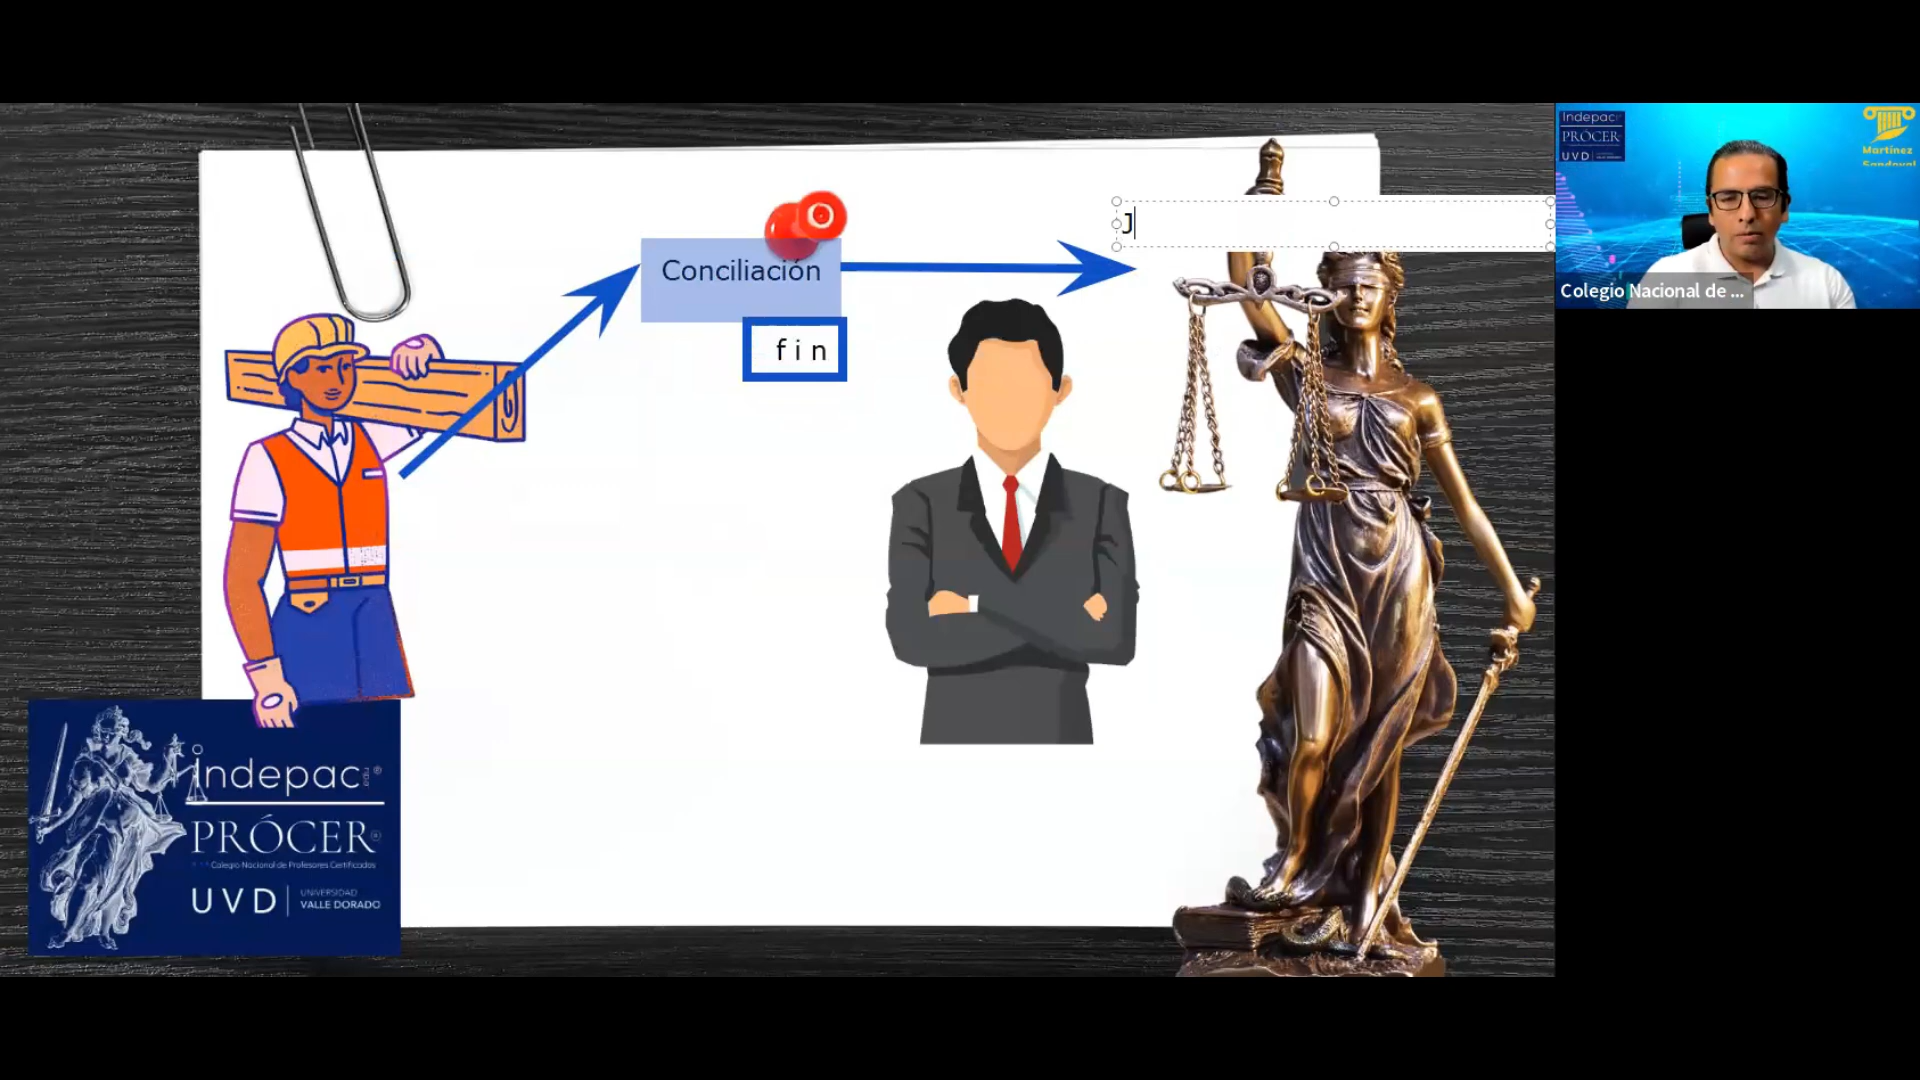 J
Conciliación
fin
indepac
PRÓCER
Colegio Nacional de Profesores Certificados
UVD
UNIVERSIDAD
VALLE DORADO
Indepac
PRÓCER
UVD
Martínez
Sandoval
Colegio Nacional de ...